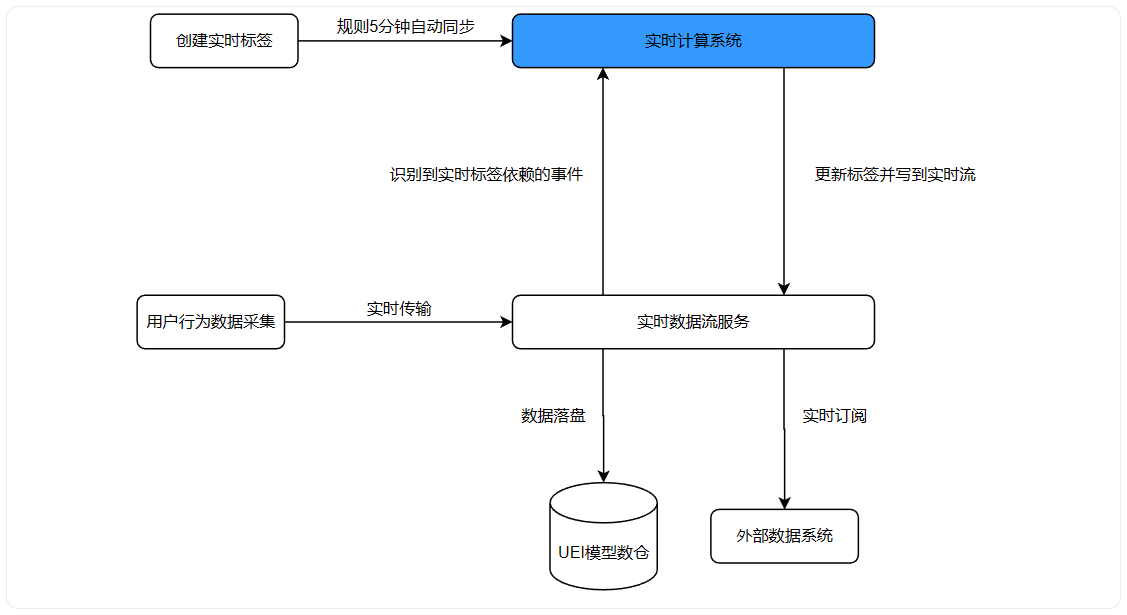 创建实时标签
规则5分钟自动同步
实时计算系统
识别到实时标签依赖的事件
更新标签并写到实时流
用户行为数据采集
实时传输
实时数据流服务
数据落盘
实时订阅
UEI模型数仓
外部数据系统